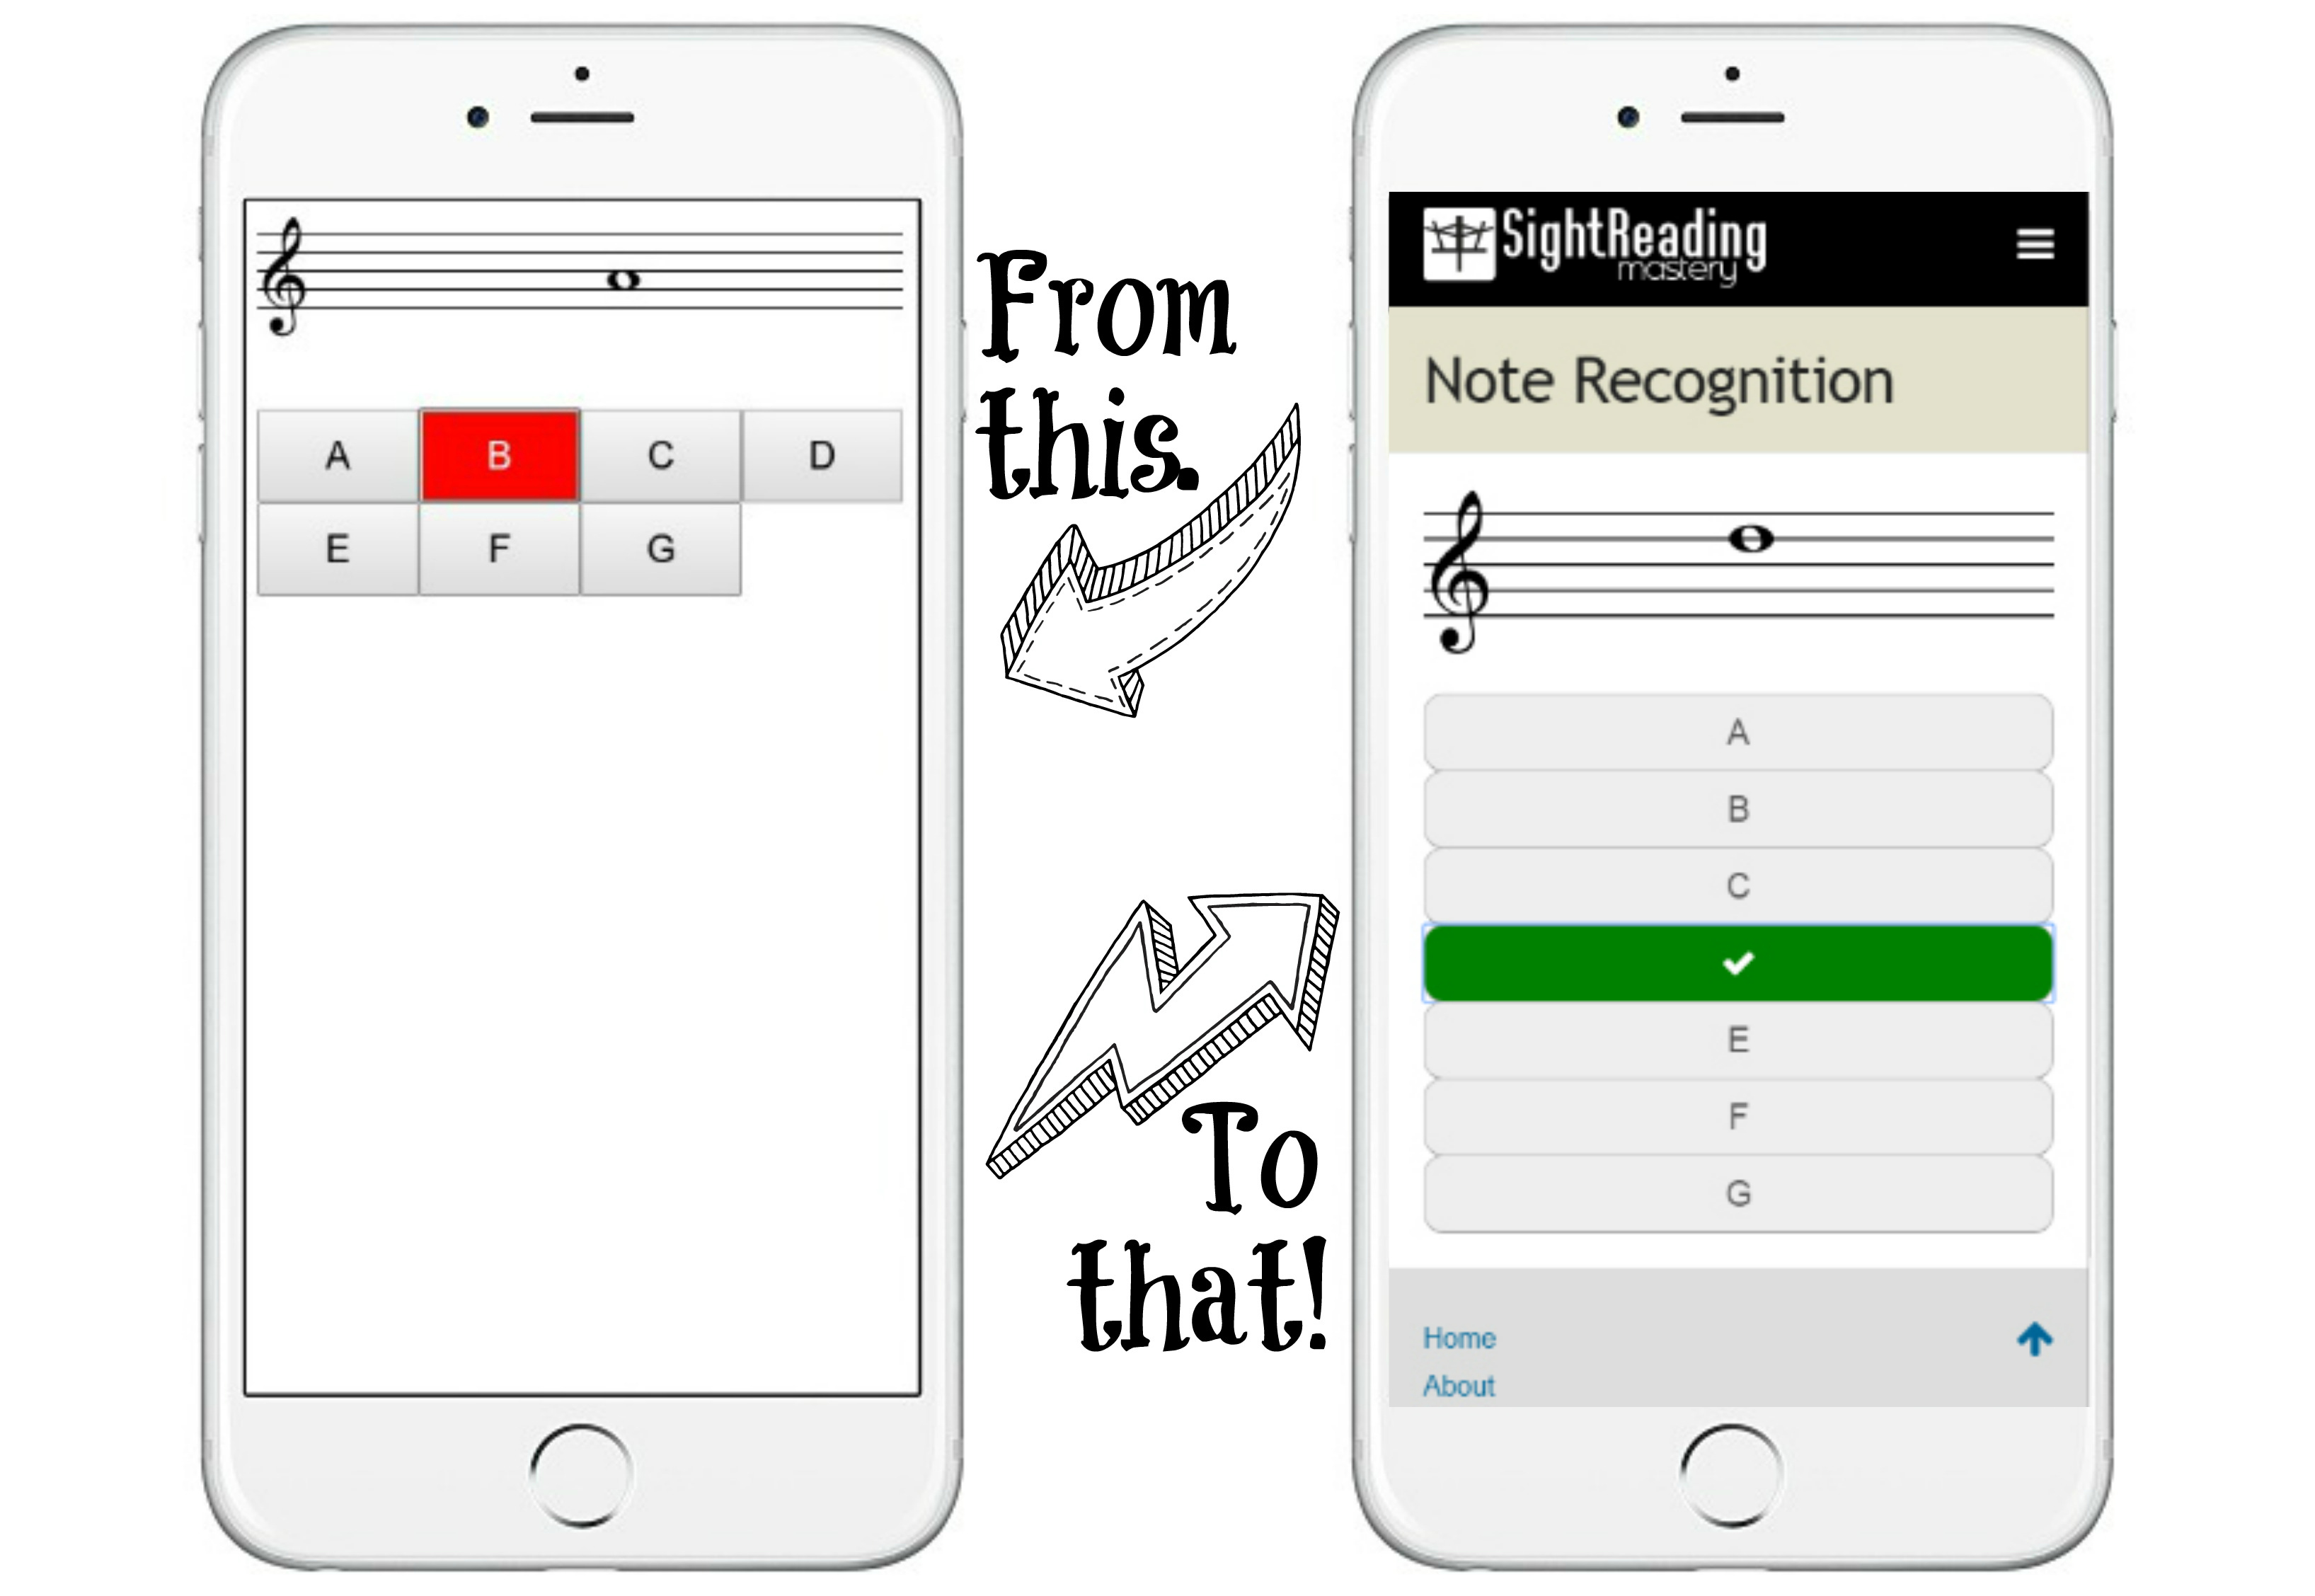 A B C D
E F G
From
this.
To
that!
SightReading
mastery
Note Recognition
A
B
C
E
F
G
Home
About